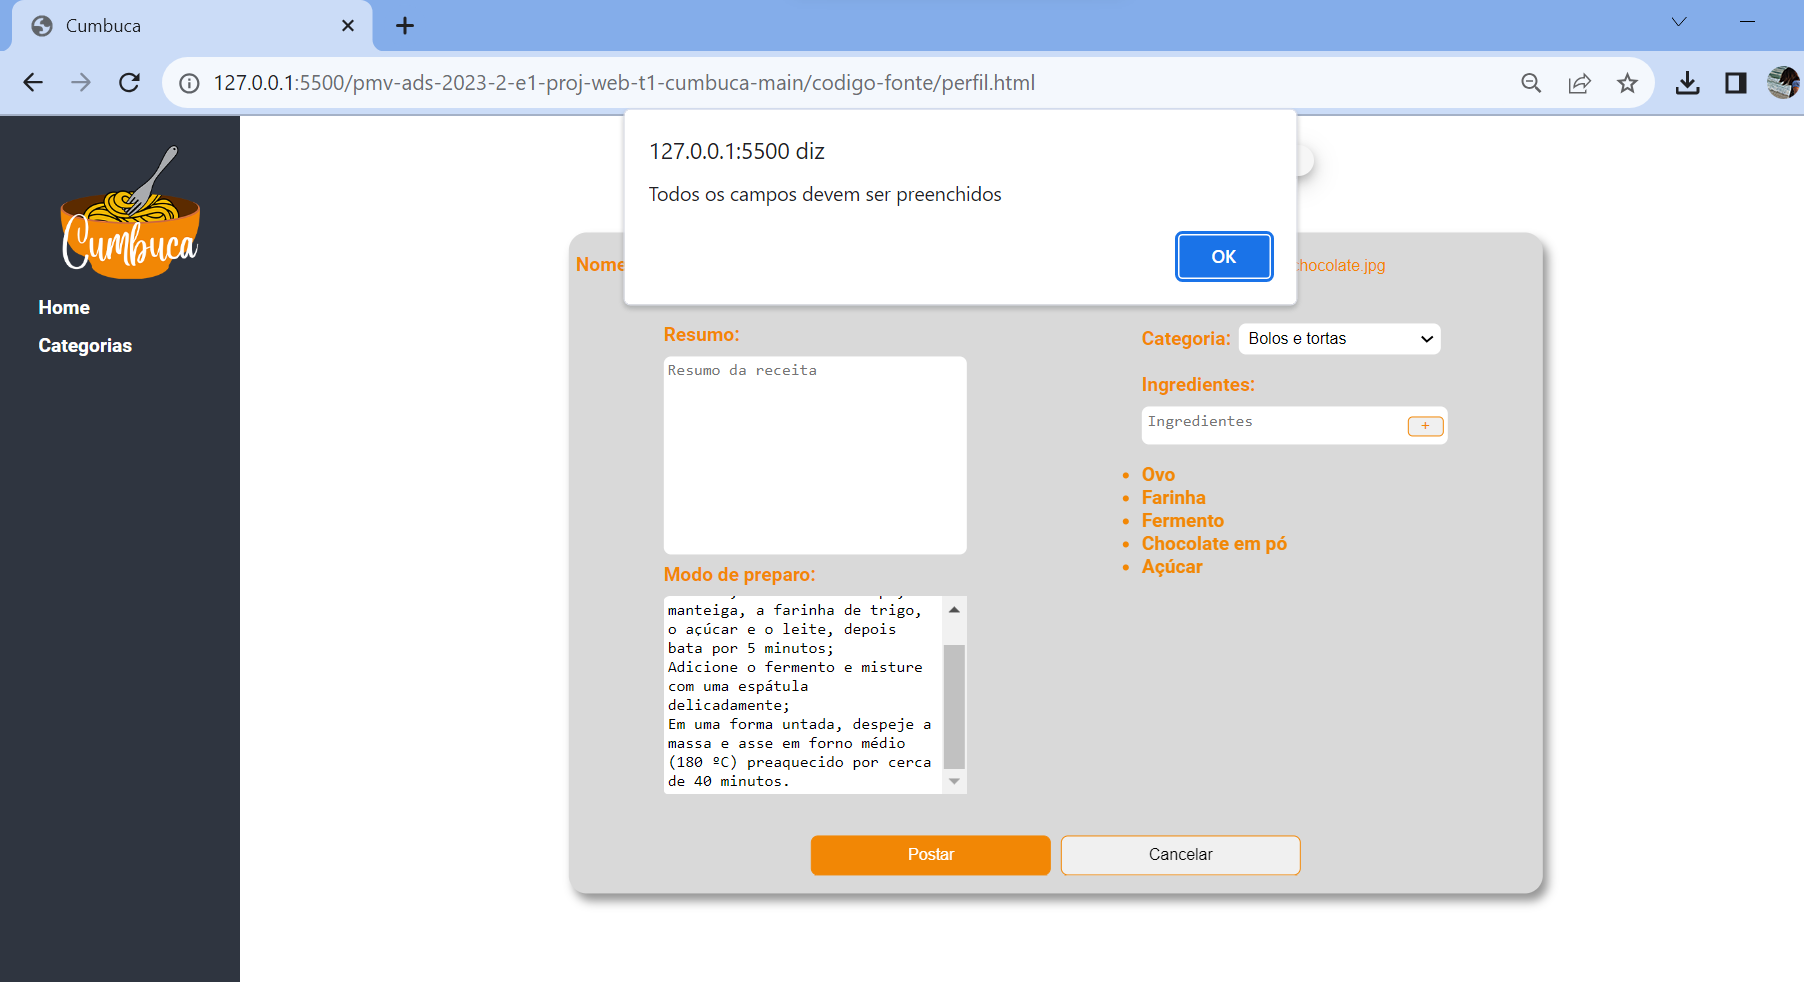 Cumbuca
127.0.0.1:5500/pmv-ads-2023-2-e1-proj-web-t1-cumbuca-main/codigo-fonte/perfil.html
Cumbuca
Home
Categorias
127.0.0.1:5500 diz
Todos os campos devem ser preenchidos
OK
Nome
chocolate.jpg
Resumo:
Resumo da receita
Categoria: Bolos e tortas
Ingredientes:
Ingredientes +
• Ovo
• Farinha
• Fermento
• Chocolate em pó
• Açúcar
Modo de preparo:
manteiga, a farinha de trigo,
o açúcar e o leite, depois
bata por 5 minutos;
Adicione o fermento e misture
com uma espátula
delicadamente;
Em uma forma untada, despeje a
massa e asse em forno médio
(180 ºC) preaquecido por cerca
de 40 minutos.
Postar
Cancelar